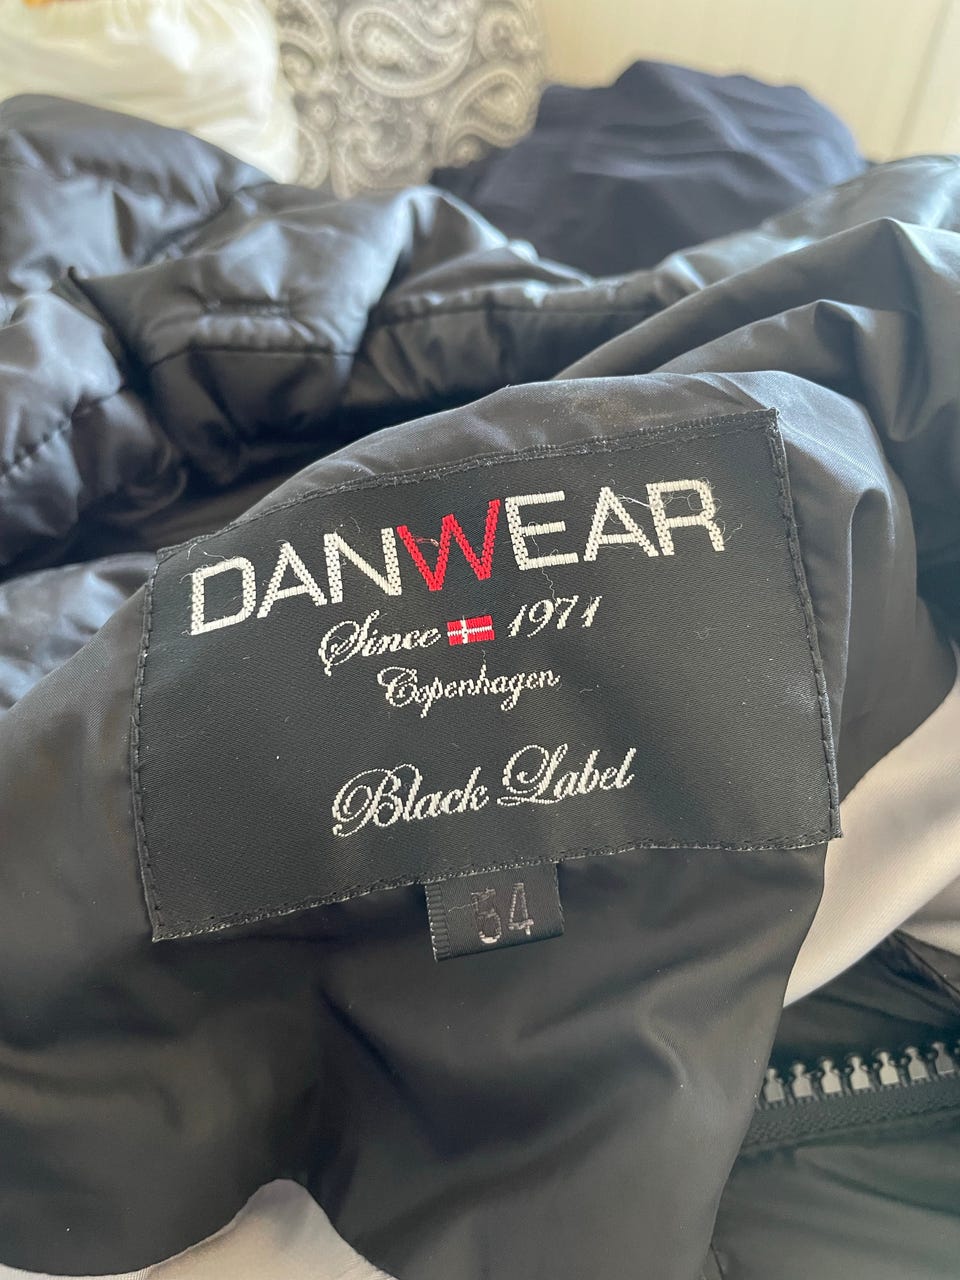 DANWEAR
Since 1971
Copenhagen
Black Label
54